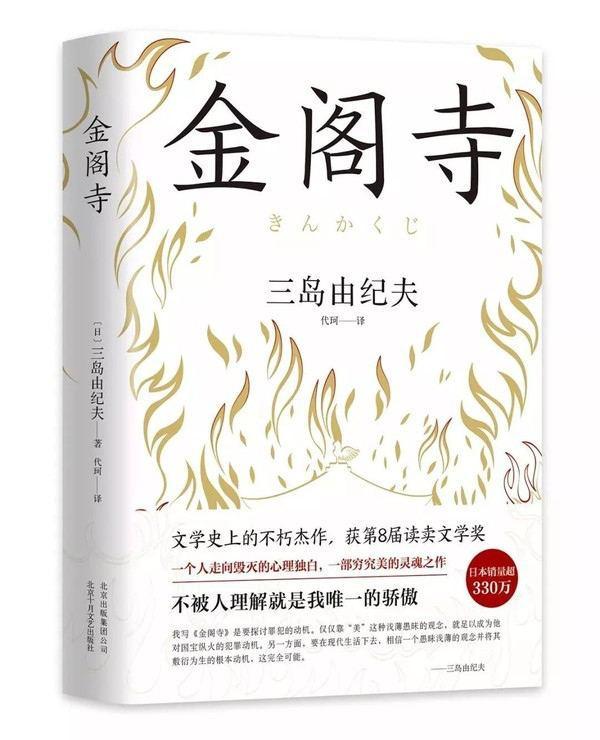 金阁寺
きんかくじ
三岛由纪夫
代珂——译
文学史上的不朽杰作，获第8届读卖文学奖
一个人走向毁灭的心理独白，一部穷究美的灵魂之作
不被人理解就是我唯一的骄傲
日本销量超
330万
我写《金阁寺》是要探讨罪犯的动机。仅仅靠“美”这种浅薄愚昧的观念，就足以成为他
对国宝纵火的犯罪动机。另一方面，要在现代生活下去，相信一个愚昧浅薄的观念并将其
敷衍为生的根本动机，这完全可能。
——三岛由纪夫
金阁寺
〔日〕三岛由纪夫——著
代珂——译
北京出版集团公司
北京十月文艺出版社